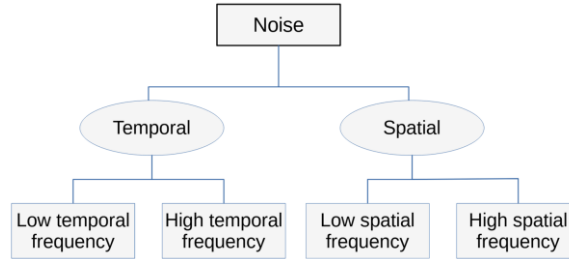 Noise
Temporal
Spatial
Low temporal
frequency
High temporal
frequency
Low spatial
frequency
High spatial
frequency